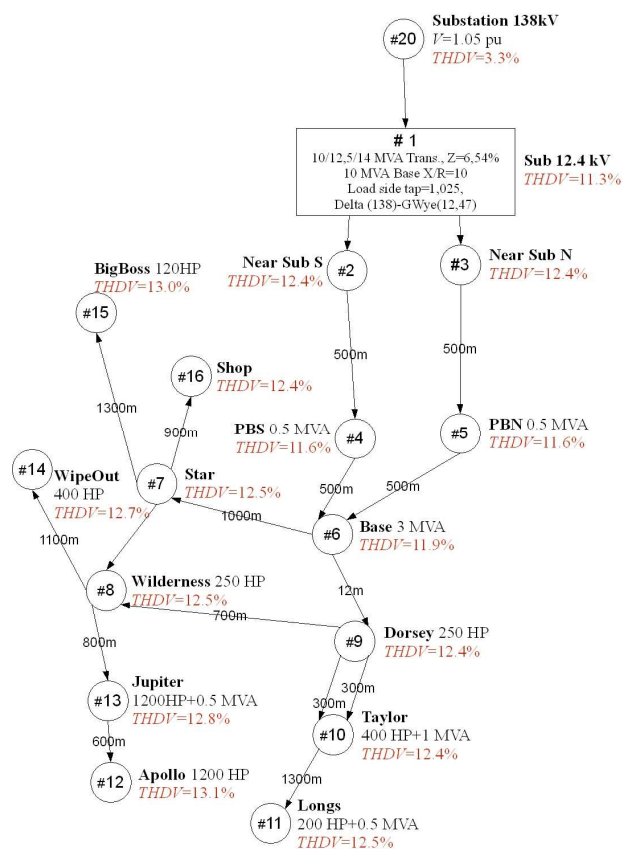 Substation 138kV
#20
V=1.05 pu
THDV=3.3%
# 1
10/12,5/14 MVA Trans., Z=6,54%
10 MVA Base X/R=10
Load side tap=1,025,
Delta (138)-GWye(12,47)
Sub 12.4 kV
THDV=11.3%
Near Sub S
#2
THDV=12.4%
Near Sub N
#3
THDV=12.4%
BigBoss 120HP
THDV=13.0%
#15
500m
500m
Shop
#16
THDV=12.4%
1300m
900m
PBS 0.5 MVA
#4
THDV=11.6%
PBN 0.5 MVA
#5
THDV=11.6%
#14
WipeOut
400 HP
THDV=12.7%
Star
#7
THDV=12.5%
500m
500m
1000m
Base 3 MVA
#6
THDV=11.9%
1100m
Wilderness 250 HP
#8
THDV=12.5%
12m
700m
Dorsey 250 HP
#9
THDV=12.4%
800m
Jupiter
#13
1200HP+0.5 MVA
THDV=12.8%
300m
300m
Taylor
#10
400 HP+1 MVA
THDV=12.4%
600m
Apollo 1200 HP
#12
THDV=13.1%
1300m
Longs
#11
200 HP+0.5 MVA
THDV=12.5%